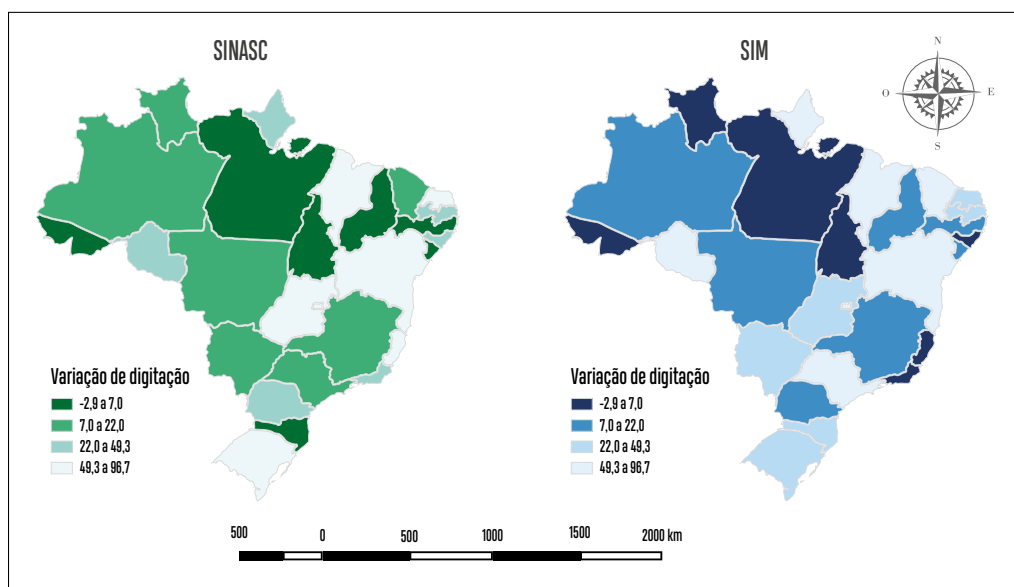 SINASC
SIM
N
O
E
S
Variação de digitação
-2,9 a 7,0
7,0 a 22,0
22,0 a 49,3
49,3 a 96,7
Variação de digitação
-2,9 a 7,0
7,0 a 22,0
22,0 a 49,3
49,3 a 96,7
500 0 500 1000 1500 2000 km